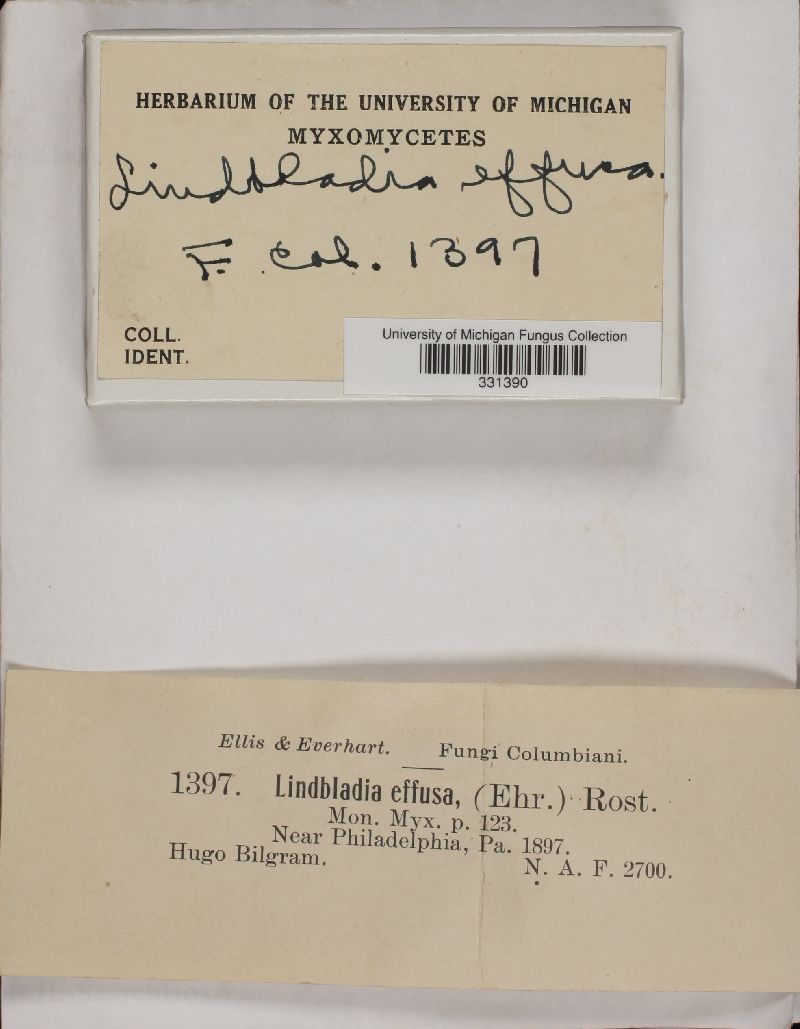 HERBARIUM OF THE UNIVERSITY OF MICHIGAN
MYXOMYCETES
Lindbladia effusa.
F. Col. 1397
COLL.
IDENT.
University of Michigan Fungus Collection
331390
Ellis & Everhart. Fungi Columbiani.
1397. Lindbladia effusa, (Ehr.) Rost.
Mon. Myx. p. 123.
Near Philadelphia, Pa. 1897.
Hugo Bilgram. N. A. F. 2700.